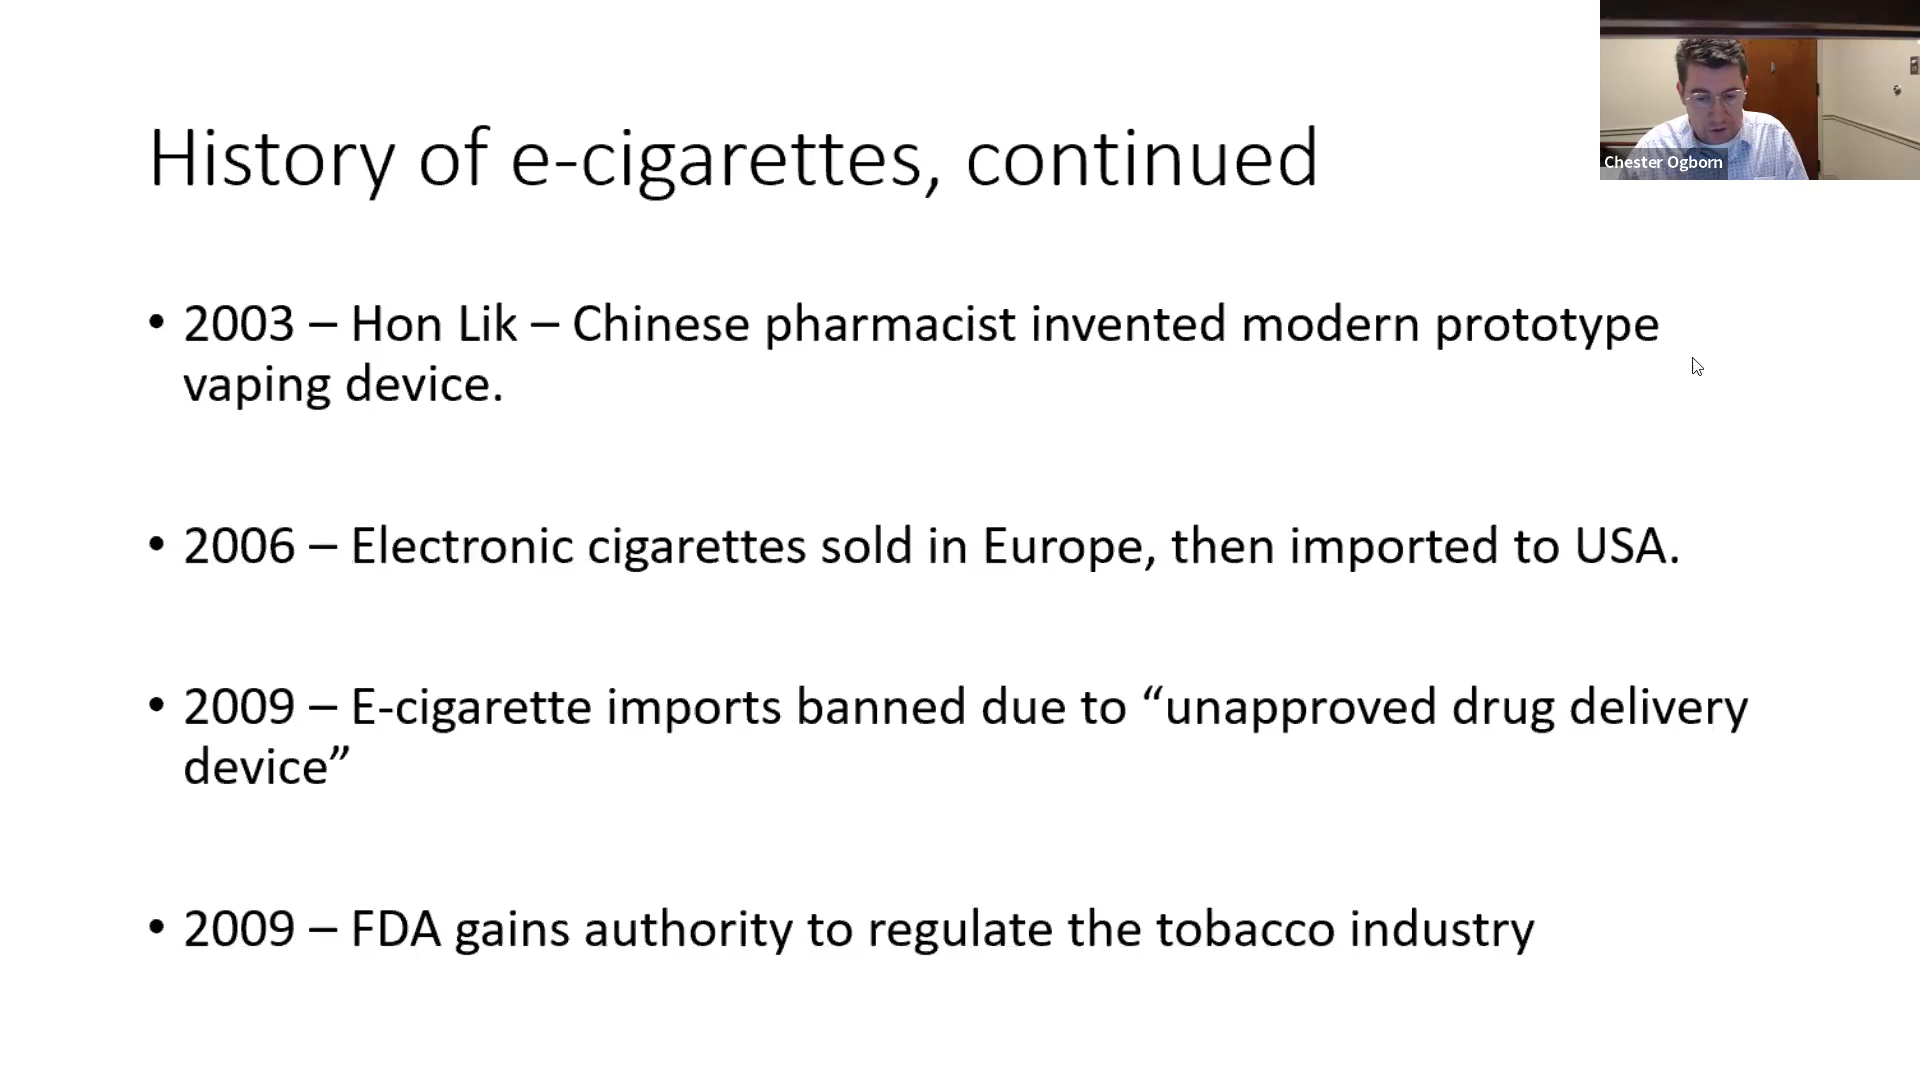 Chester Ogborn
History of e-cigarettes, continued
• 2003 – Hon Lik – Chinese pharmacist invented modern prototype
vaping device.
• 2006 – Electronic cigarettes sold in Europe, then imported to USA.
• 2009 – E-cigarette imports banned due to “unapproved drug delivery
device”
• 2009 – FDA gains authority to regulate the tobacco industry